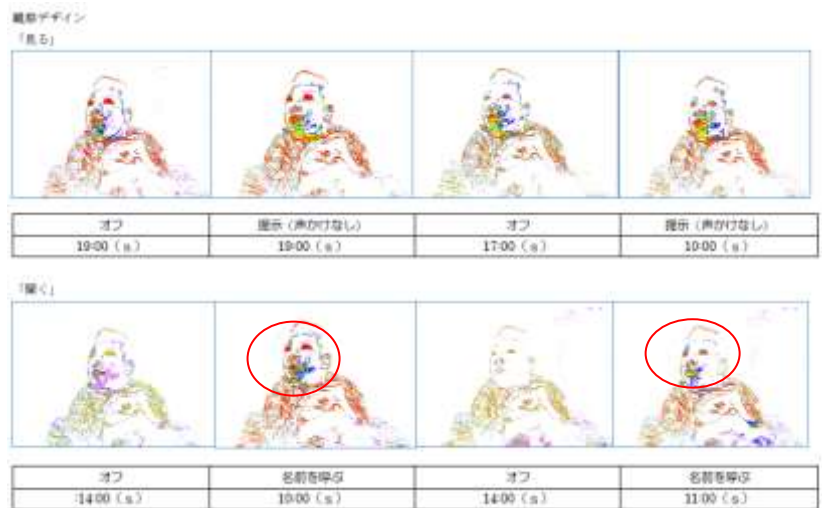 観察デザイン
「見る」
オフ 提示(声かけなし) オフ 提示(声かけなし)
19:00(s) 19:00(s) 17:00(s) 10:00(s)
「聞く」
オフ 名前を呼ぶ オフ 名前を呼ぶ
14:00(s) 10:00(s) 14:00(s) 11:00(s)